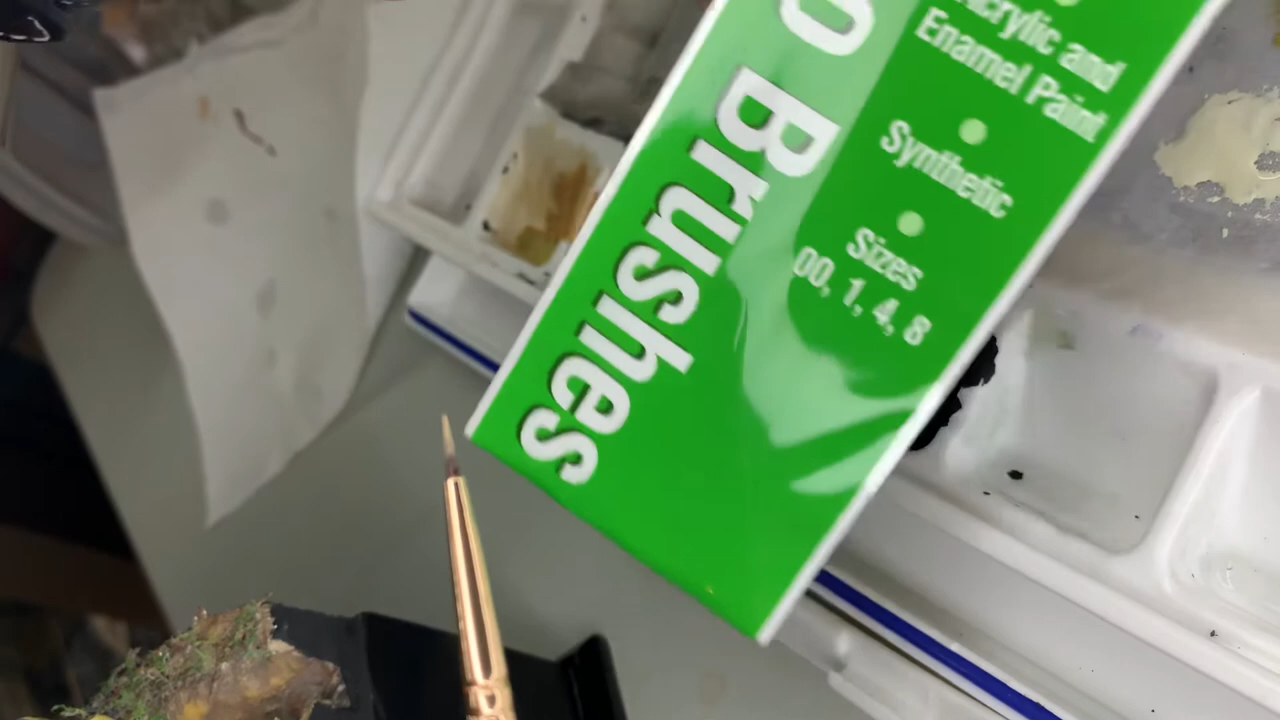 Brushes
Acrylic and
Enamel Paint
Synthetic
Sizes
00, 1, 4, 8